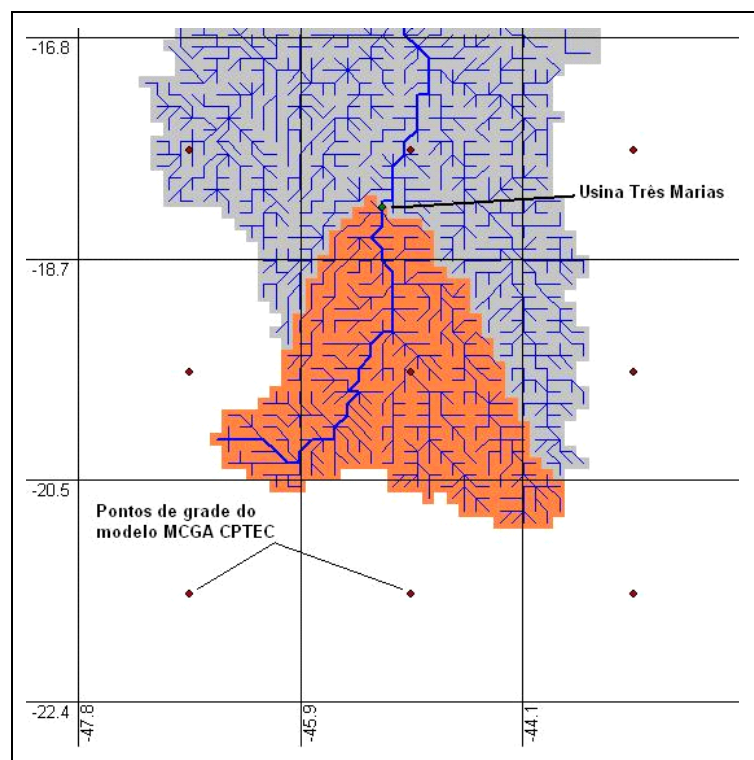 -16.8
Usina Três Marias
-18.7
-20.5
Pontos de grade do
modelo MCGA CPTEC
-22.4
-47.8
-45.9
-44.1